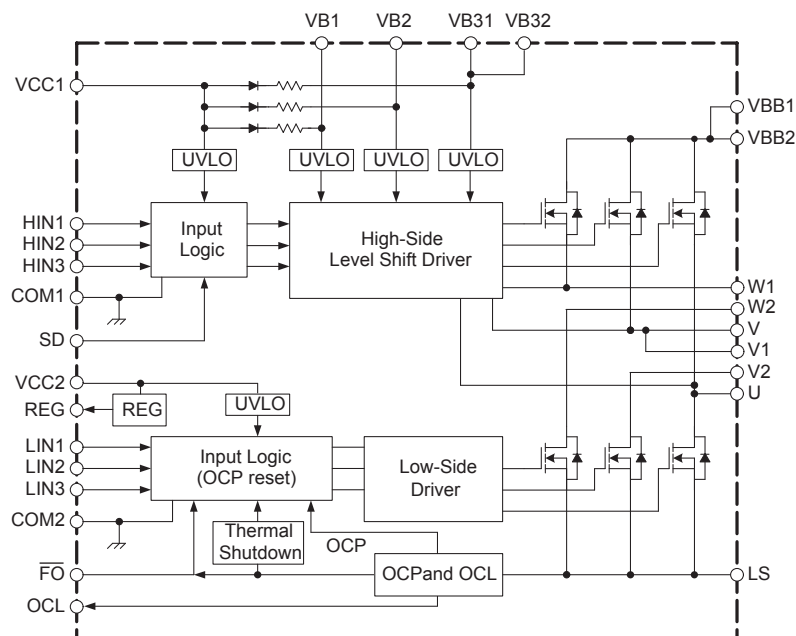 VB1 VB2 VB31 VB32
VCC1
VBB1
VBB2
UVLO UVLO UVLO UVLO
HIN1
HIN2
HIN3
Input
Logic
High-Side
Level Shift Driver
COM1
SD
W1
W2
V
V1
V2
U
VCC2
REG
REG
UVLO
LIN1
LIN2
LIN3
Input Logic
(OCP reset)
Low-Side
Driver
COM2
Thermal
Shutdown
OCP
FO
OCPand OCL
LS
OCL